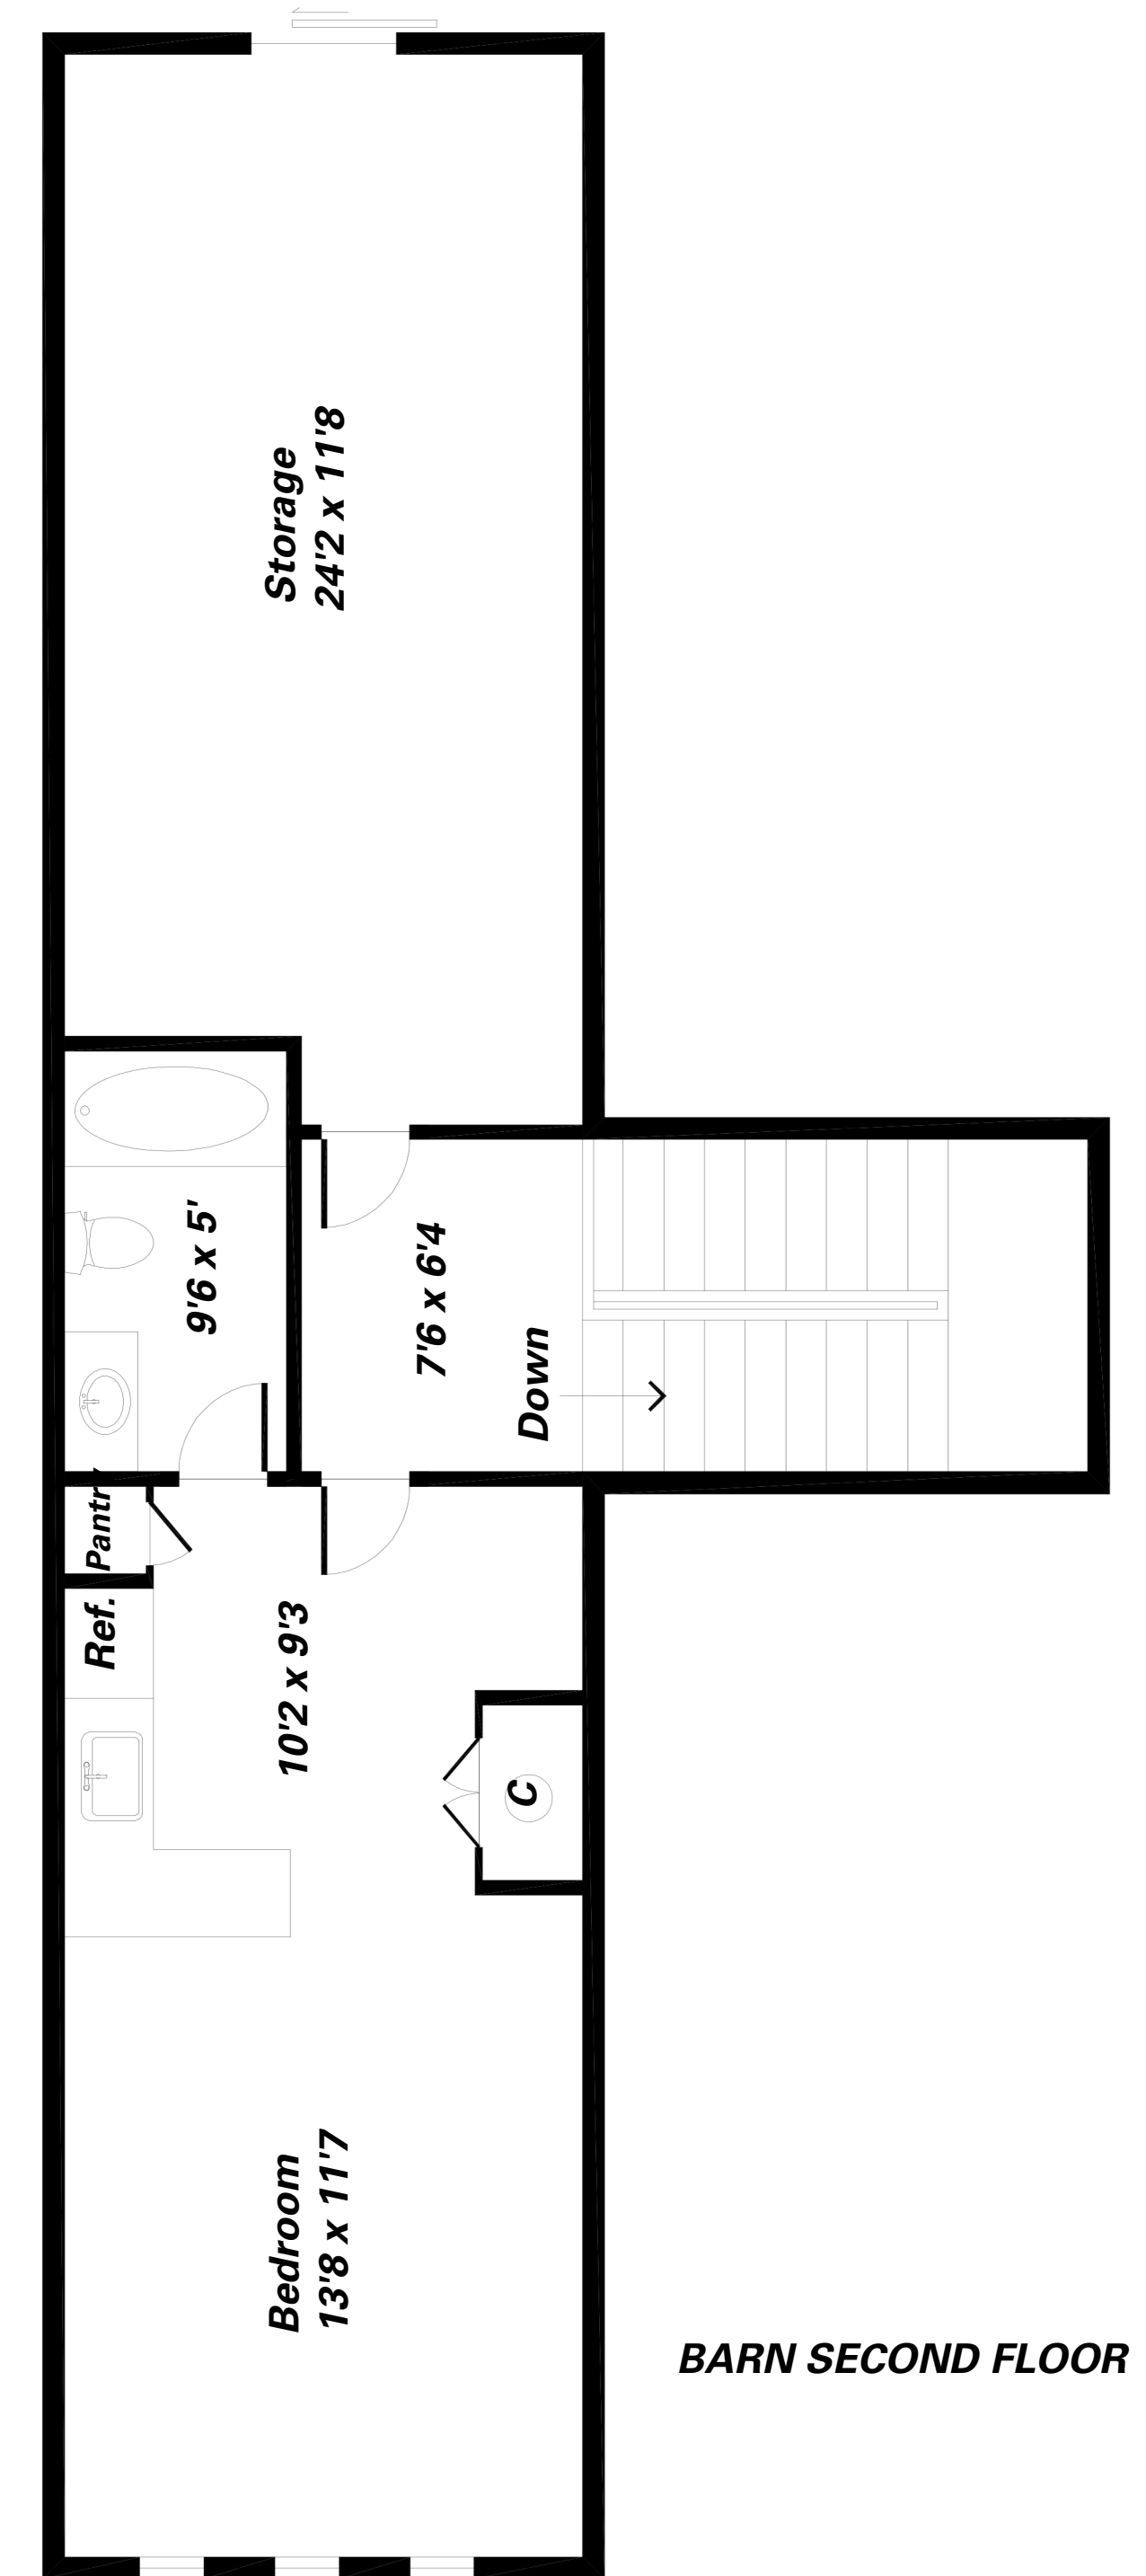 Storage
24'2 x 11'8
9'6 x 5'
7'6 x 6'4
Down
Pantry
Ref.
10'2 x 9'3
C
Bedroom
13'8 x 11'7
BARN SECOND FLOOR